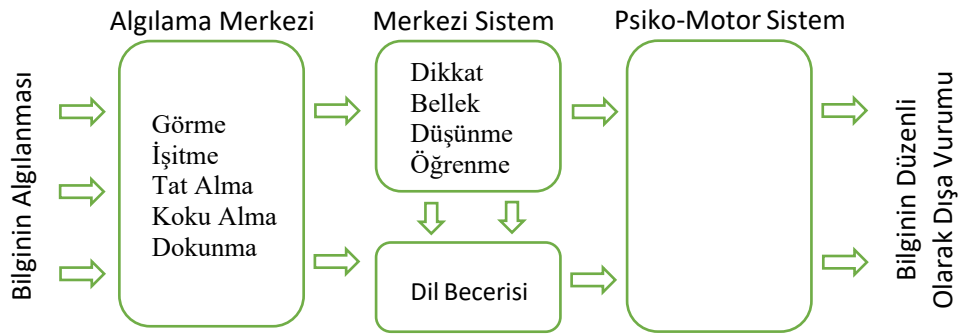 Algılama Merkezi
Merkezi Sistem
Psiko-Motor Sistem
Bilginin Algılanması
Görme
İşitme
Tat Alma
Koku Alma
Dokunma
Dikkat
Bellek
Düşünme
Öğrenme
Dil Becerisi
Bilginin Düzenli
Olarak Dışa Vurumu